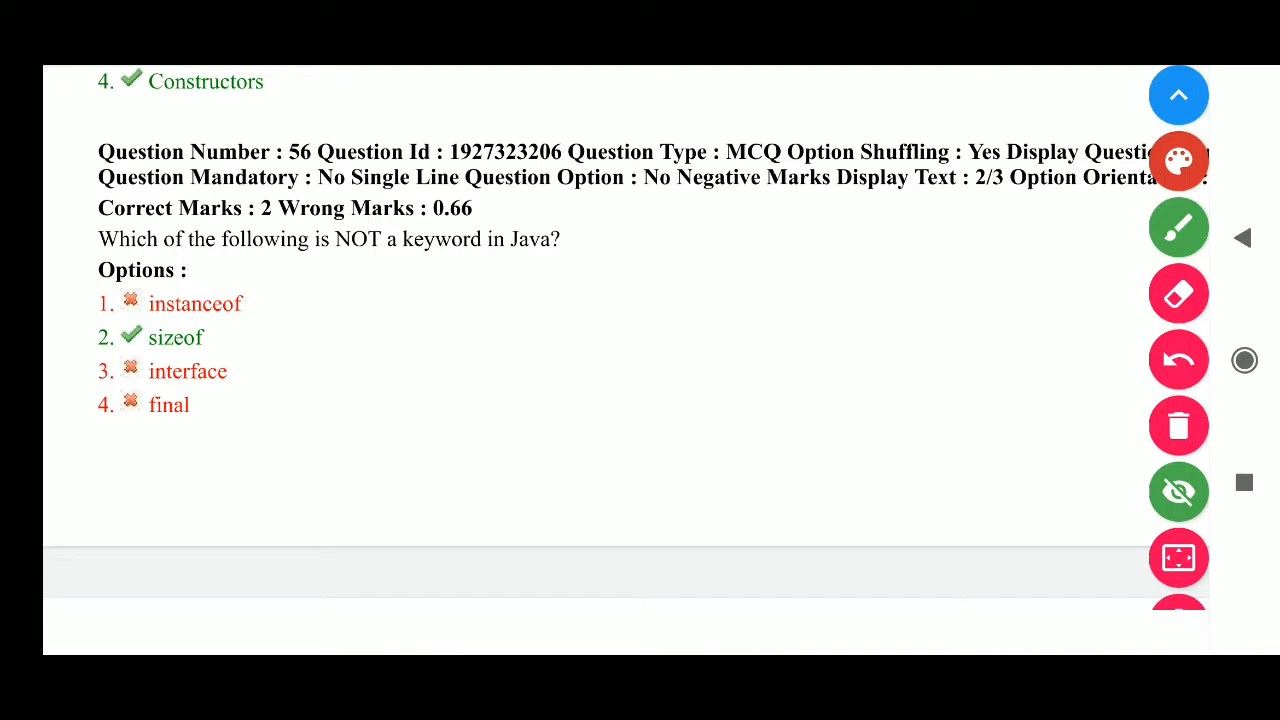 4. Constructors
Question Number : 56 Question Id : 1927323206 Question Type : MCQ Option Shuffling : Yes Display
Question Mandatory : No Single Line Question Option : No Negative Marks Display Text : 2/3 Option
Correct Marks : 2 Wrong Marks : 0.66
Which of the following is NOT a keyword in Java?
Options :
1. instanceof
2. sizeof
3. interface
4. final